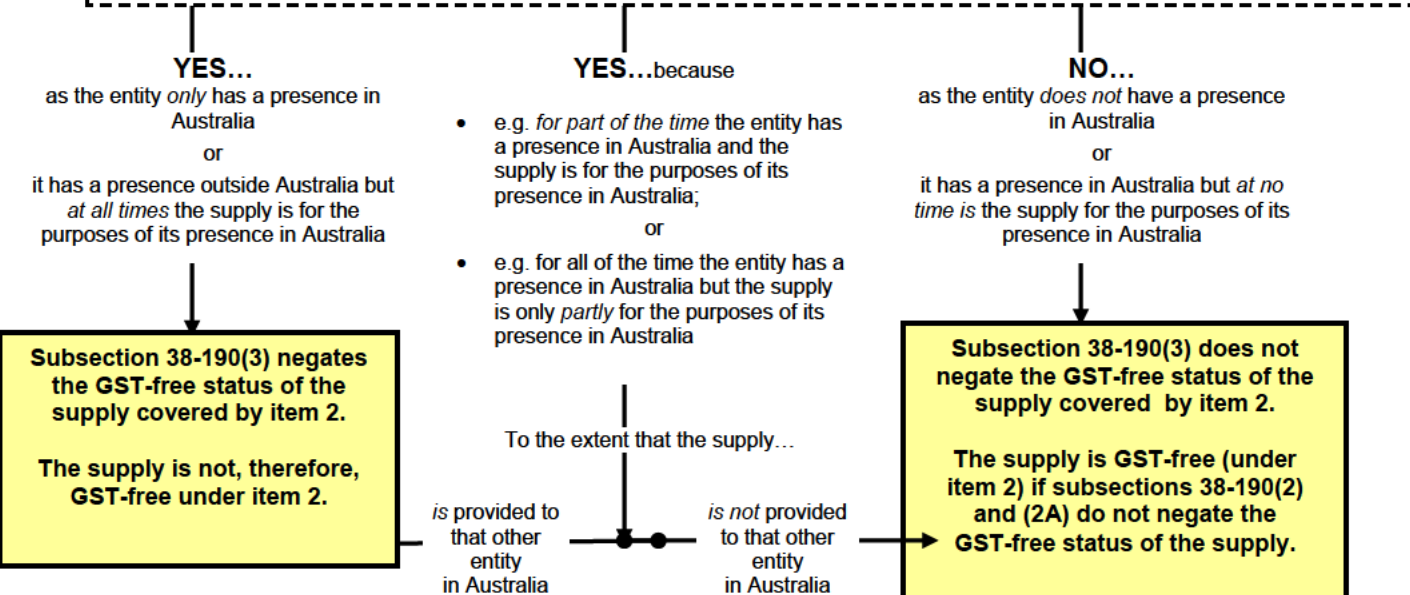 YES…
as the entity only has a presence in
Australia
or
it has a presence outside Australia but
at all times the supply is for the
purposes of its presence in Australia
Subsection 38-190(3) negates
the GST-free status of the
supply covered by item 2.
The supply is not, therefore,
GST-free under item 2.
YES…because
• e.g. for part of the time the entity has
a presence in Australia and the
supply is for the purposes of its
presence in Australia;
or
• e.g. for all of the time the entity has a
presence in Australia but the supply
is only partly for the purposes of its
presence in Australia
To the extent that the supply…
is provided to
that other
entity
in Australia
is not provided
to that other
entity
in Australia
NO…
as the entity does not have a presence
in Australia
or
it has a presence in Australia but at no
time is the supply for the purposes of its
presence in Australia
Subsection 38-190(3) does not
negate the GST-free status of the
supply covered by item 2.
The supply is GST-free (under
item 2) if subsections 38-190(2)
and (2A) do not negate the
GST-free status of the supply.